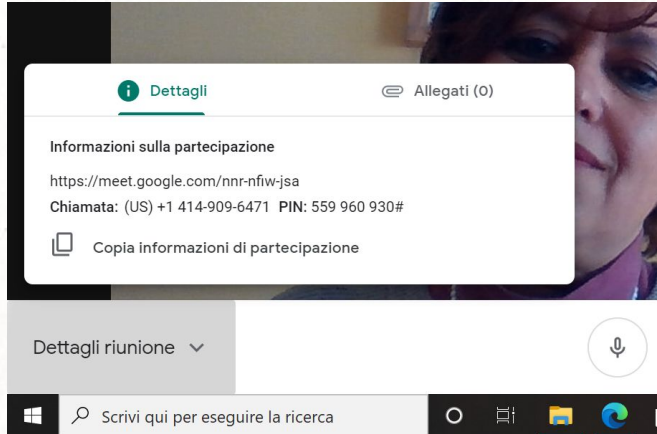 Dettagli
Allegati (0)
Informazioni sulla partecipazione
https://meet.google.com/nnr-nfiw-jsa
Chiamata: (US) +1 414-909-6471 PIN: 559 960 930#
Copia informazioni di partecipazione
Dettagli riunione
Scrivi qui per eseguire la ricerca